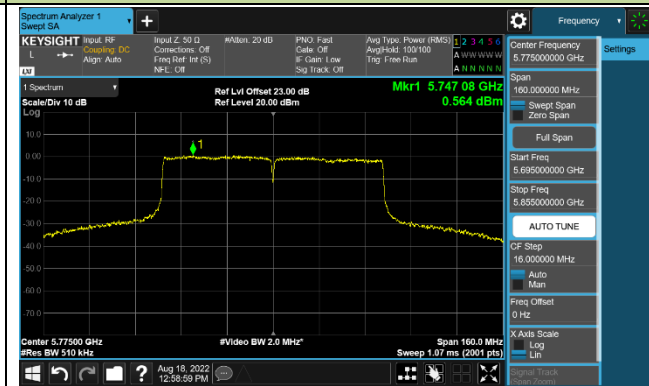 Spectrum Analyzer 1
Swept SA
Frequency
KEYSIGHT
L
LXI
Input: RF
Coupling: DC
Align: Auto
Input Z: 50 Ω
Corrections: Off
Freq Ref: Int (S)
NFE: Off
#Atten: 20 dB
PNO: Fast
Gate: Off
IF Gain: Low
Sig Track: Off
Avg Type: Power (RMS)
Avg|Hold: 100/100
Trig: Free Run
1 2 3 4 5 6
A W W W W W
A N N N N N
1 Spectrum
Scale/Div 10 dB
Log
Ref Lvl Offset 23.00 dB
Ref Level 20.00 dBm
Mkr1 5.747 08 GHz
0.564 dBm
1
10.0
0.00
-10.0
-20.0
-30.0
-40.0
-50.0
-60.0
-70.0
Center 5.77500 GHz
#Res BW 510 kHz
#Video BW 2.0 MHz*
Span 160.0 MHz
Sweep 1.07 ms (2001 pts)
Aug 18, 2022
12:58:59 PM
Center Frequency
5.775000000 GHz
Span
160.000000 MHz
Swept Span
Zero Span
Full Span
Start Freq
5.695000000 GHz
Stop Freq
5.855000000 GHz
AUTO TUNE
CF Step
16.000000 MHz
Auto
Man
Freq Offset
0 Hz
X Axis Scale
Log
Lin
Signal Track
(Span Zoom)
Settings